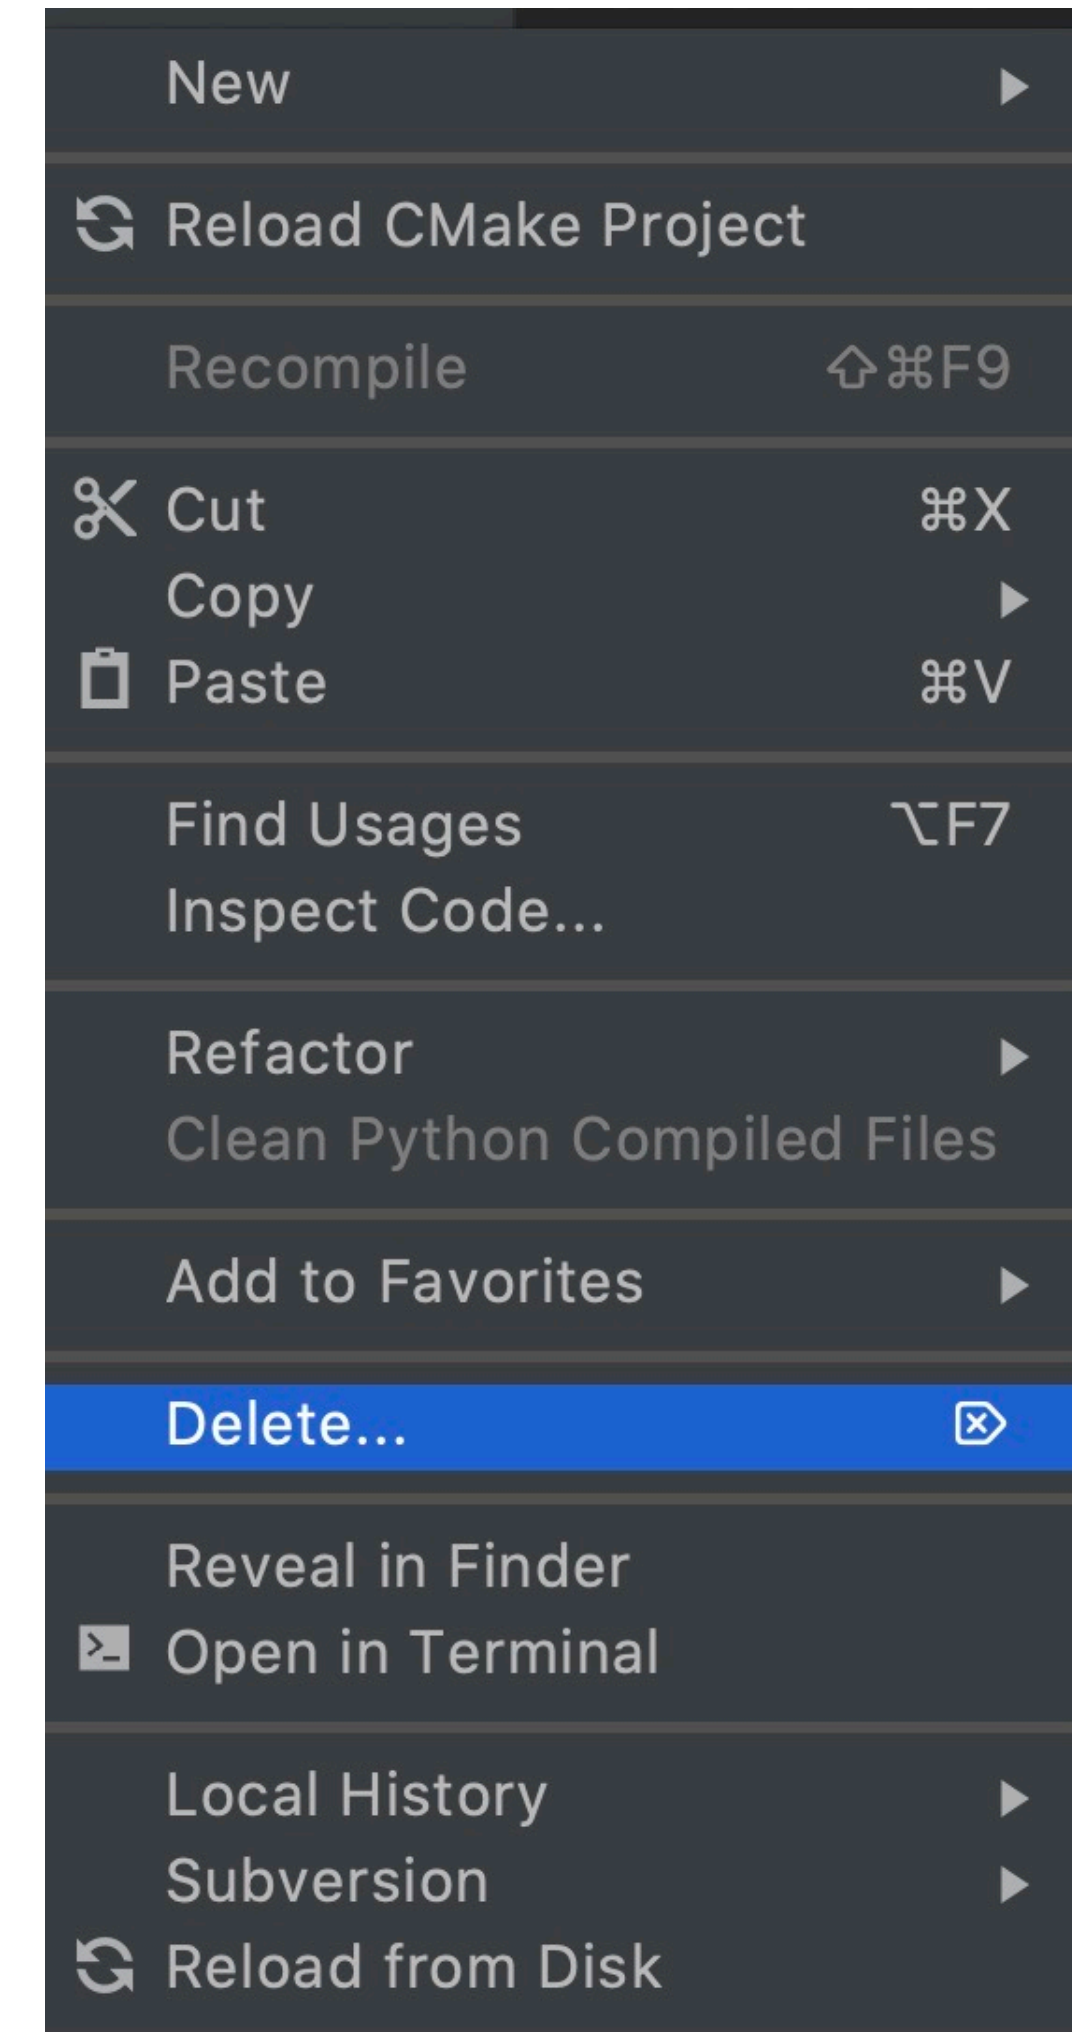 New
Reload CMake Project
Recompile ⇧⌘F9
Cut ⌘X
Copy
Paste ⌘V
Find Usages ⌥F7
Inspect Code...
Refactor
Clean Python Compiled Files
Add to Favorites
Delete... ⌦
Reveal in Finder
Open in Terminal
Local History
Subversion
Reload from Disk